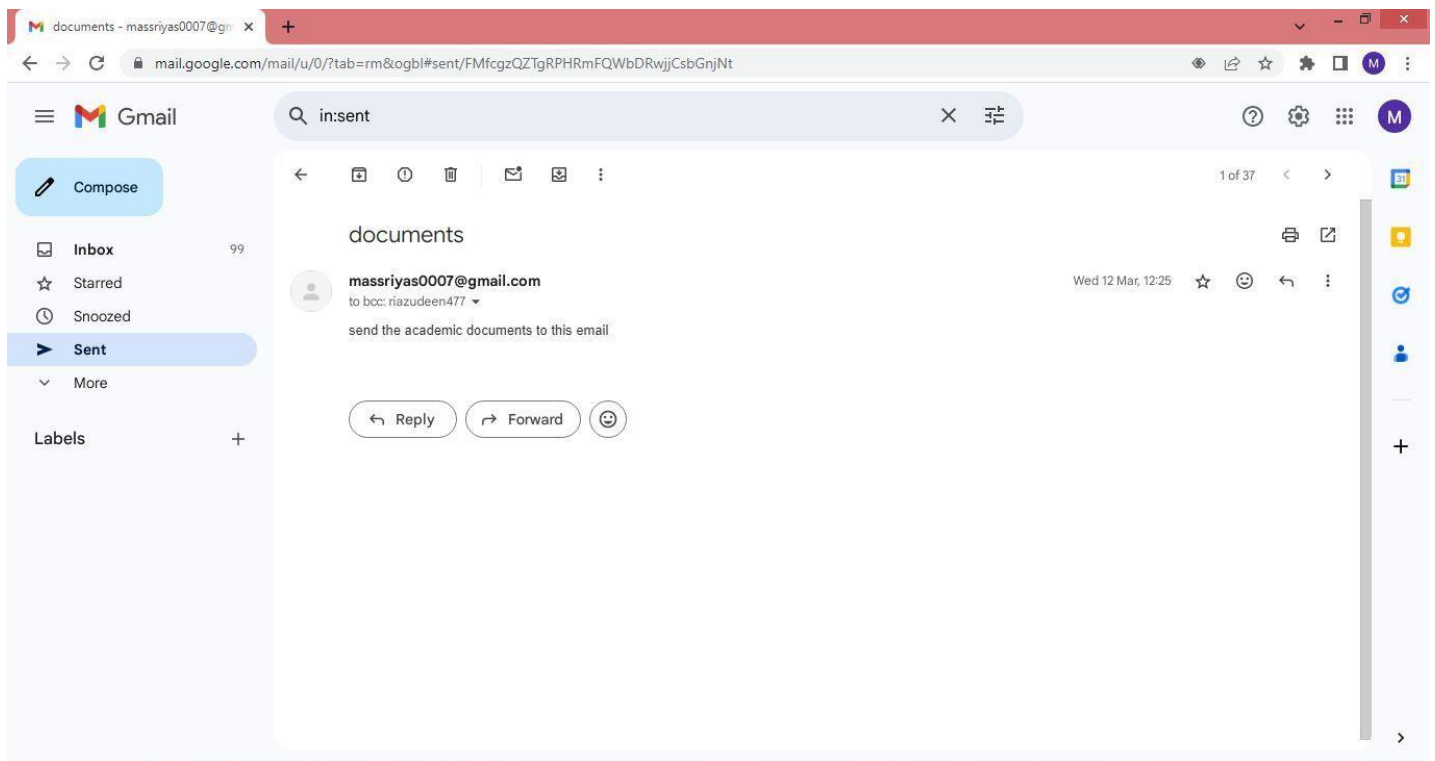 documents - massriyas0007@gm
mail.google.com/mail/u/0/?tab=rm&ogbl#sent/FMfcgzQZTgRPHRmFQWbDRwjjCsbGnjNt
M
Gmail
in:sent
M
Compose
1 of 37
31
documents
Inbox 99
massriyas0007@gmail.com Wed 12 Mar, 12:25
Starred
to bcc: riazudeen477
Snoozed
send the academic documents to this email
Sent
More
Reply Forward
Labels